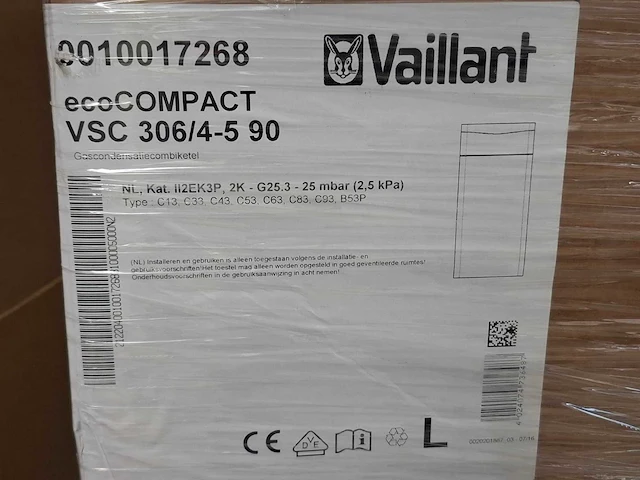 0010017268
Vaillant
ecoCOMPACT
VSC 306/4-5 90
Gascondensatiecombiketel
NL, Kat. II2EK3P, 2K - G25.3 - 25 mbar (2,5 kPa)
Type : C13, C33, C43, C53, C63, C83, C93, B53P
(NL) Installeren en gebruiken is alleen toegestaan volgens de installatie- en
gebruiksvoorschriften!Het toestel mag alleen worden opgesteld in goed geventileerde ruimtes!
Onderhoudsvoorschriften in de gebruiksaanwijzing in acht nemen!
CE
DVE
i
L